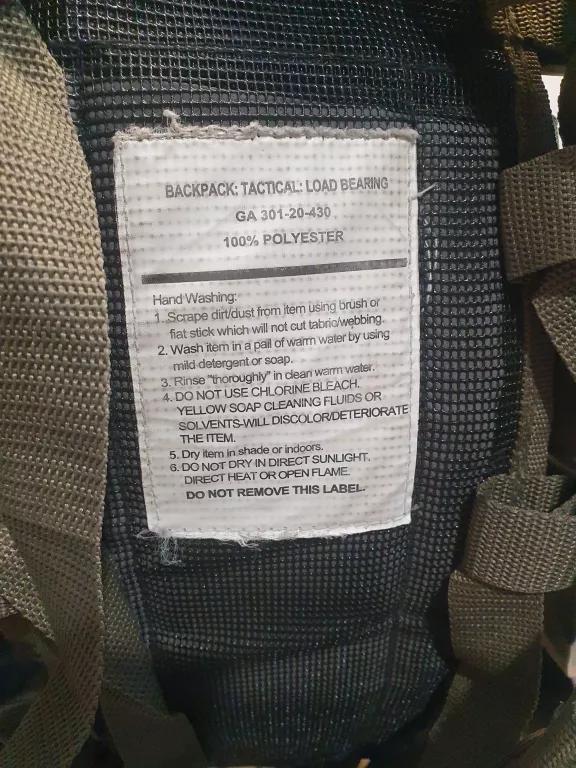 BACKPACK: TACTICAL: LOAD BEARING
GA 301-20-430
100% POLYESTER
Hand Washing:
1. Scrape dirt/dust from item using brush or
fiat stick which will not cut tabric/webbing.
2. Wash item in a pail of warm water by using
mild detergent or soap.
3. Rinse "thoroughly" in clean warm water.
4. DO NOT USE CHLORINE BLEACH.
YELLOW SOAP CLEANING FLUIDS OR
SOLVENTS-WILL DISCOLOR/DETERIORATE
THE ITEM.
5. Dry item in shade or indoors.
6. DO NOT DRY IN DIRECT SUNLIGHT,
DIRECT HEAT OR OPEN FLAME.
DO NOT REMOVE THIS LABEL.